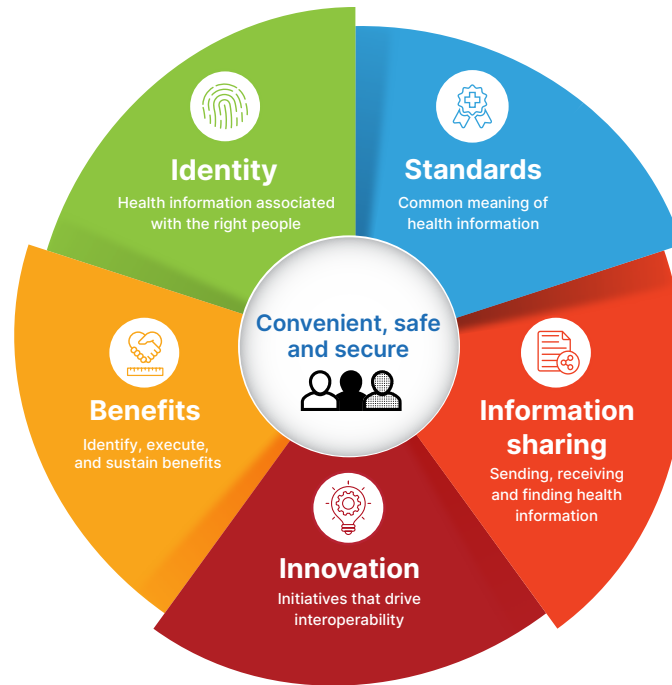 Identity
Health information associated
with the right people
Standards
Common meaning of
health information
Convenient, safe
and secure
Benefits
Identify, execute,
and sustain benefits
Information
sharing
Sending, receiving
and finding health
information
Innovation
Initiatives that drive
interoperability